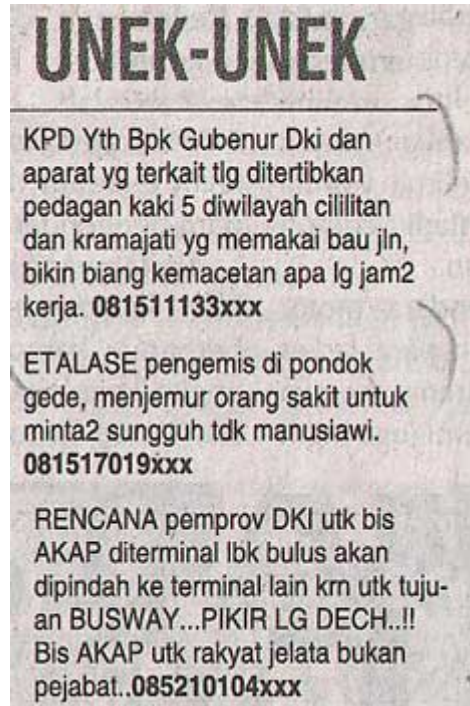 UNEK-UNEK
KPD Yth Bpk Gubenur Dki dan
aparat yg terkait tlg ditertibkan
pedagan kaki 5 diwilayah cililitan
dan kramajati yg memakai bau jln,
bikin biang kemacetan apa lg jam2
kerja. 081511133xxx
ETALASE pengemis di pondok
gede, menjemur orang sakit untuk
minta2 sungguh tdk manusiawi.
081517019xxx
RENCANA pemprov DKI utk bis
AKAP diterminal lbk bulus akan
dipindah ke terminal lain krn utk tuju-
an BUSWAY...PIKIR LG DECH..!!
Bis AKAP utk rakyat jelata bukan
pejabat..085210104xxx